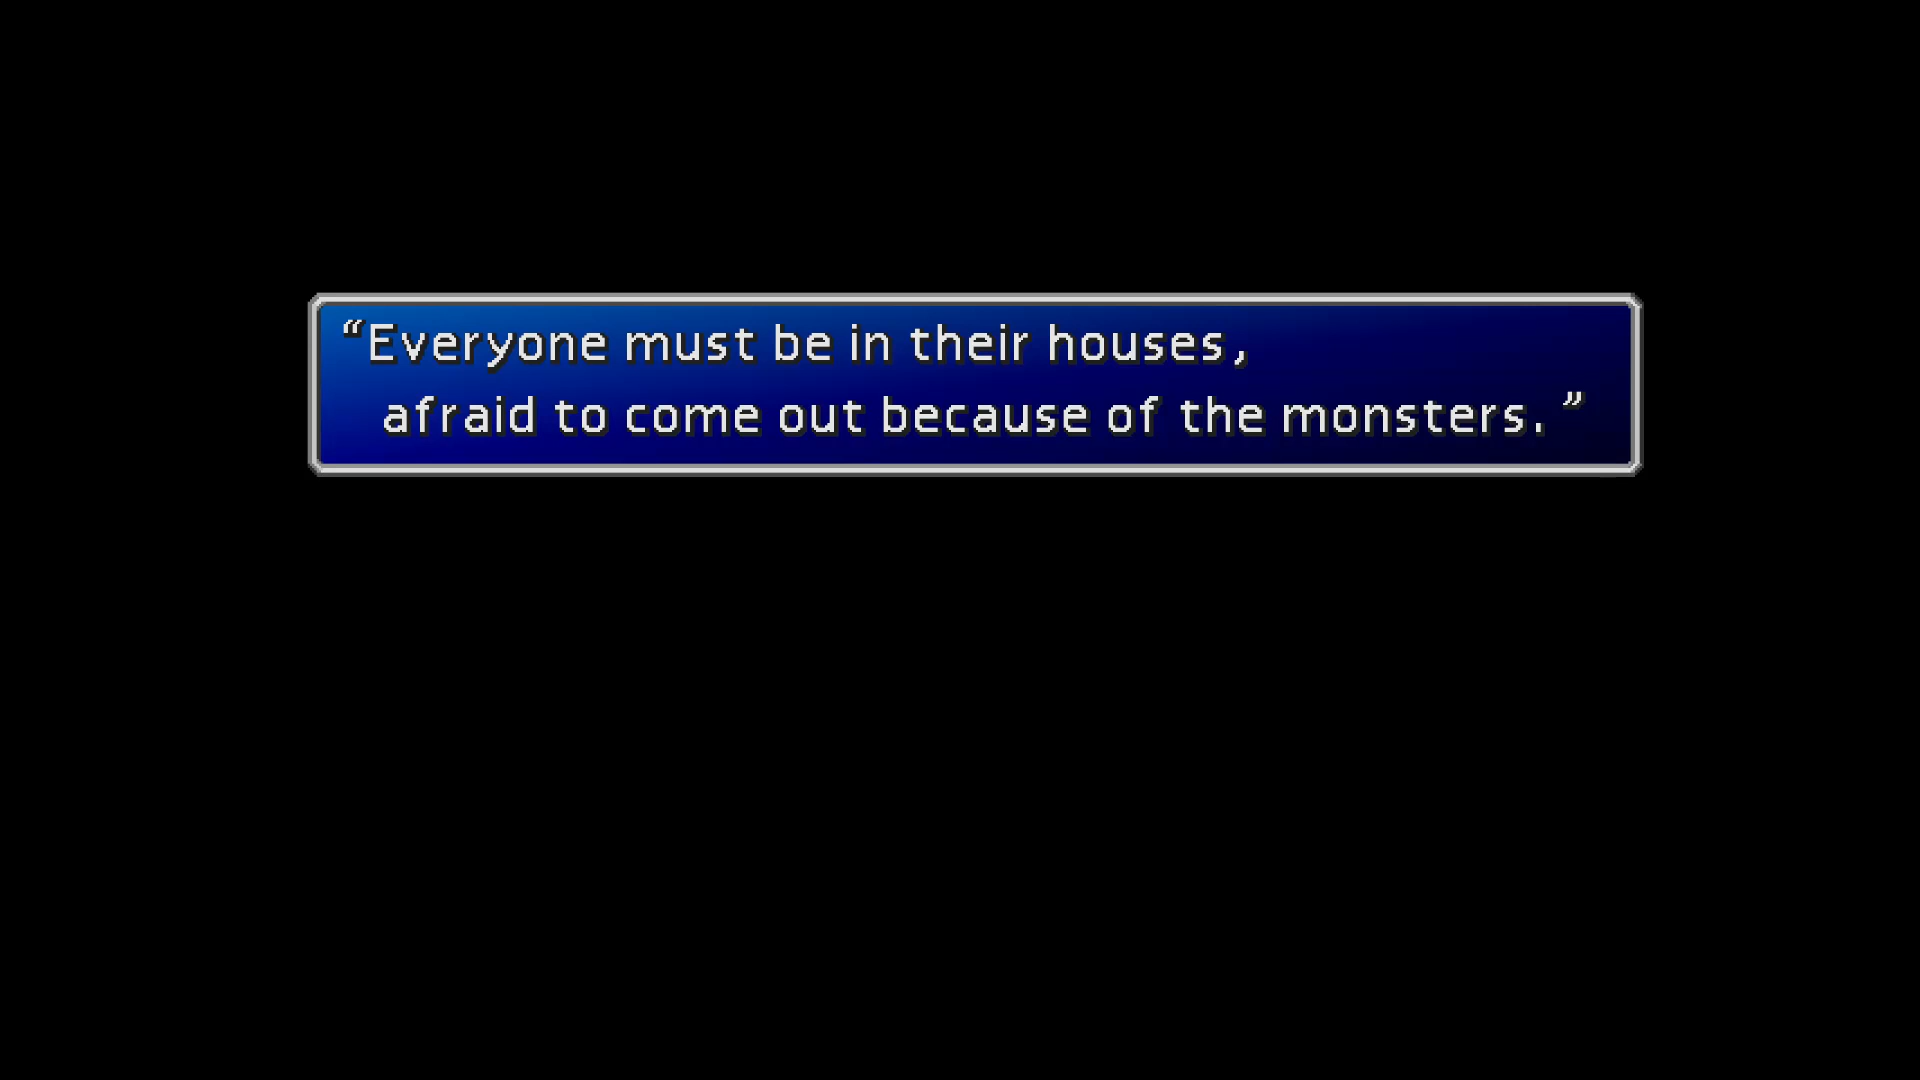 “Everyone must be in their houses,
afraid to come out because of the monsters.”